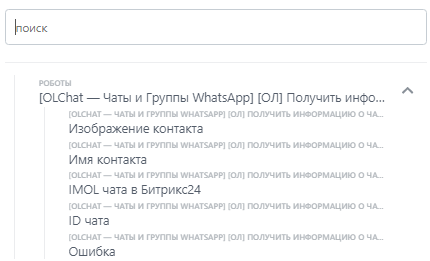 поиск
РОБОТЫ
[OLChat — Чаты и Группы WhatsApp] [ОЛ] Получить инфо...
[OLCHAT — ЧАТЫ И ГРУППЫ WHATSAPP] [ОЛ] ПОЛУЧИТЬ ИНФОРМАЦИЮ О ЧА...
Изображение контакта
[OLCHAT — ЧАТЫ И ГРУППЫ WHATSAPP] [ОЛ] ПОЛУЧИТЬ ИНФОРМАЦИЮ О ЧА...
Имя контакта
[OLCHAT — ЧАТЫ И ГРУППЫ WHATSAPP] [ОЛ] ПОЛУЧИТЬ ИНФОРМАЦИЮ О ЧА...
IMOL чата в Битрикс24
[OLCHAT — ЧАТЫ И ГРУППЫ WHATSAPP] [ОЛ] ПОЛУЧИТЬ ИНФОРМАЦИЮ О ЧА...
ID чата
[OLCHAT — ЧАТЫ И ГРУППЫ WHATSAPP] [ОЛ] ПОЛУЧИТЬ ИНФОРМАЦИЮ О ЧА...
Ошибка